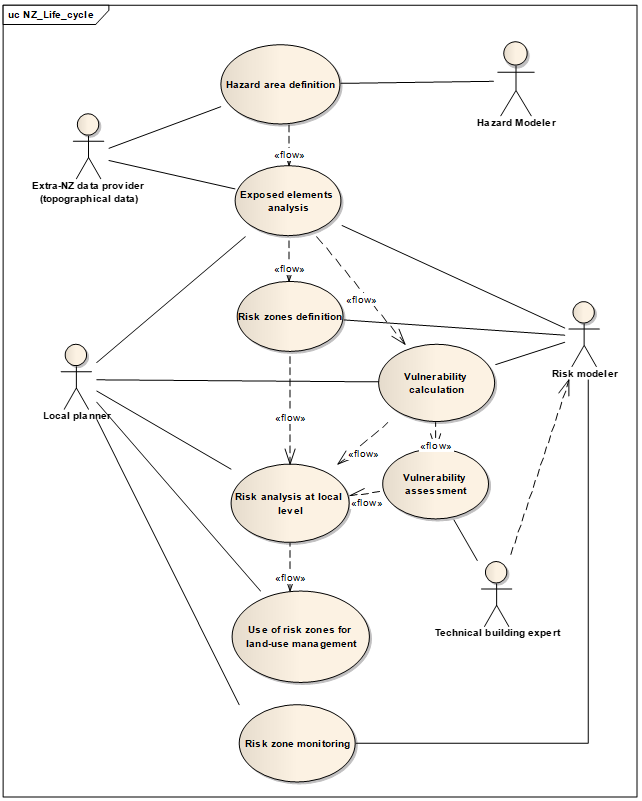 uc NZ_Life_cycle
Hazard area definition
Hazard Modeler
«flow»
Extra-NZ data provider
(topographical data)
Exposed elements
analysis
«flow»
«flow»
Risk zones definition
Risk modeler
Vulnerability
calculation
Local planner
«flow»
«flow»
«flow»
Vulnerability
assessment
Risk analysis at local
level
«flow»
«flow»
Technical building expert
Use of risk zones for
land-use management
Risk zone monitoring